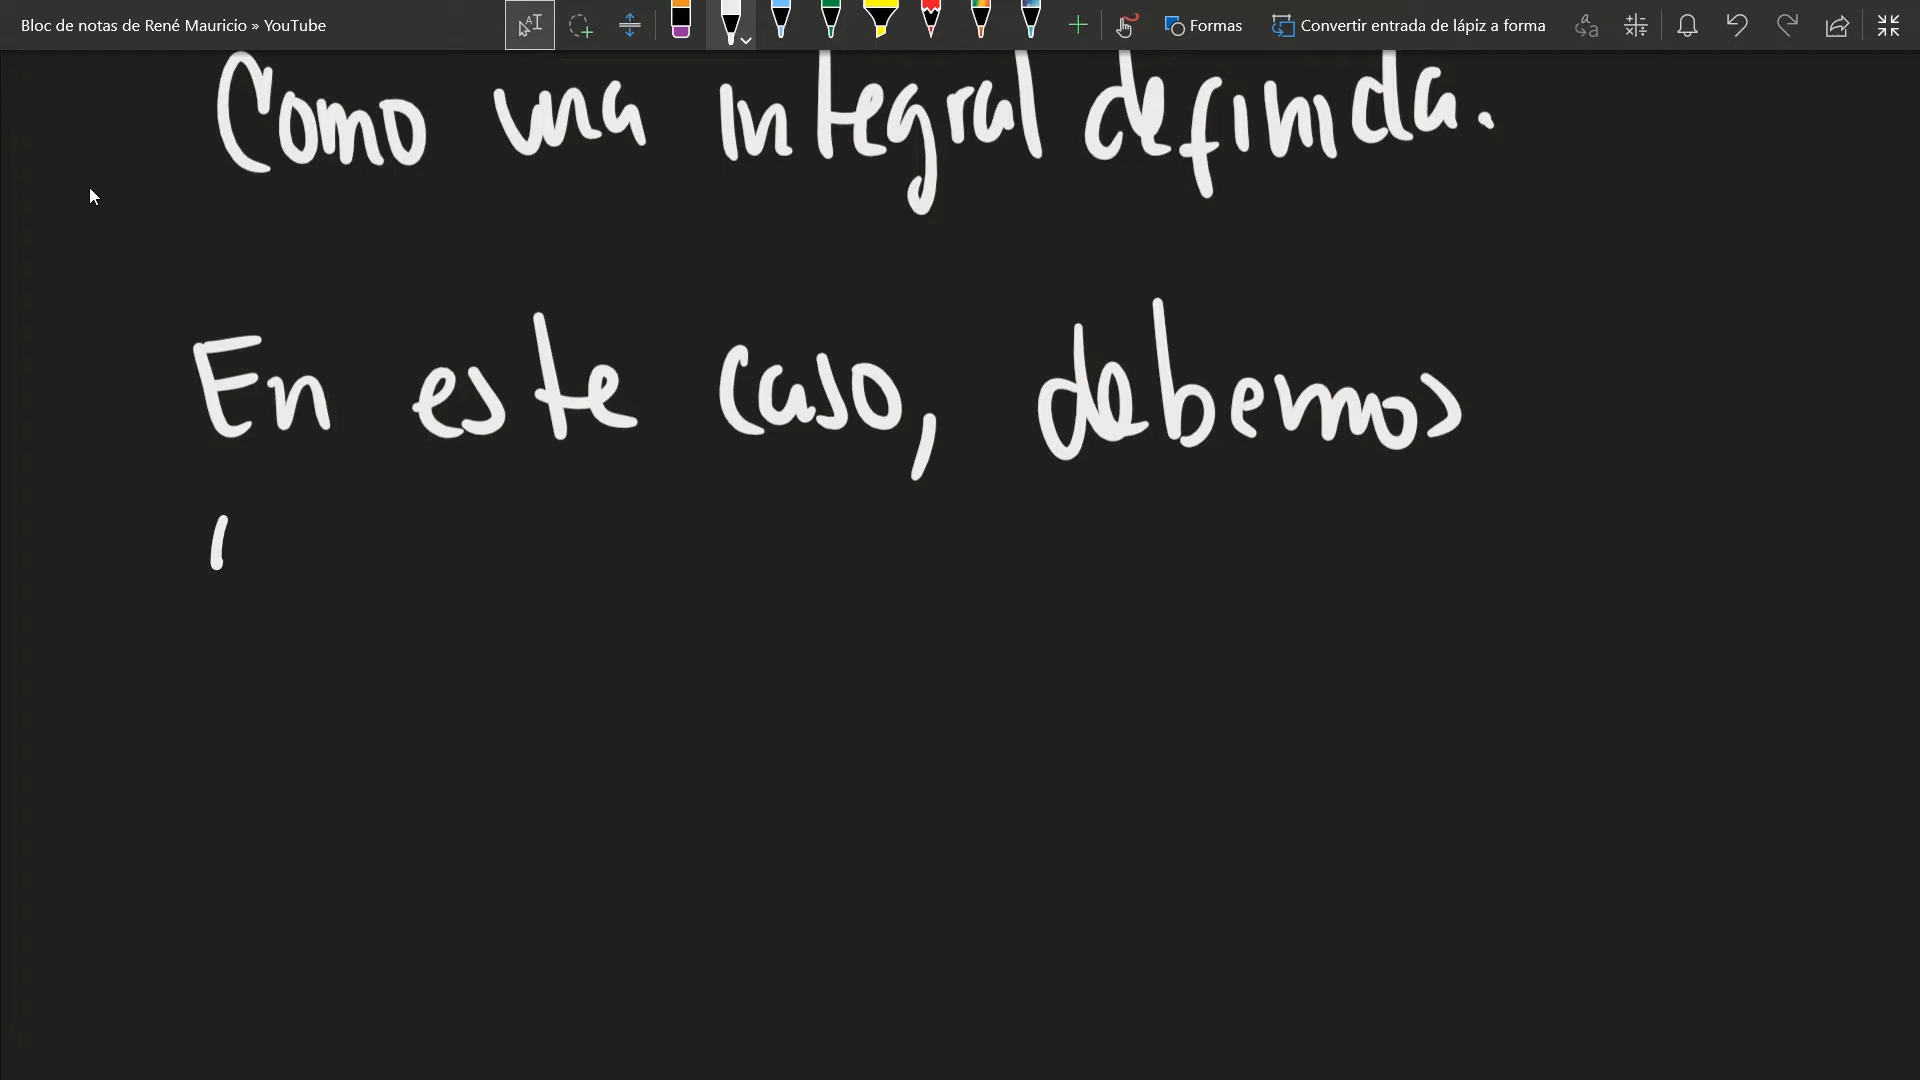 Bloc de notas de René Mauricio » YouTube
Formas
Convertir entrada de lápiz a forma
Como una integral definida.
En este caso, debemos